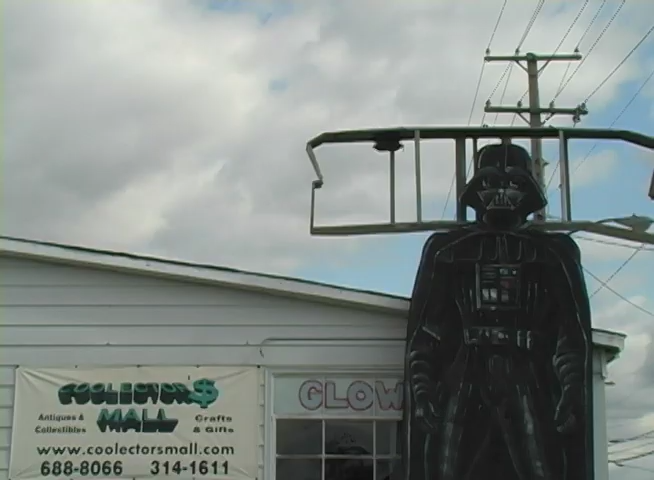 COOLECTOR$
MALL
Antiques &
Collectibles
Crafts
& Gifts
www.coolectorsmall.com
688-8066 314-1611
GLOW